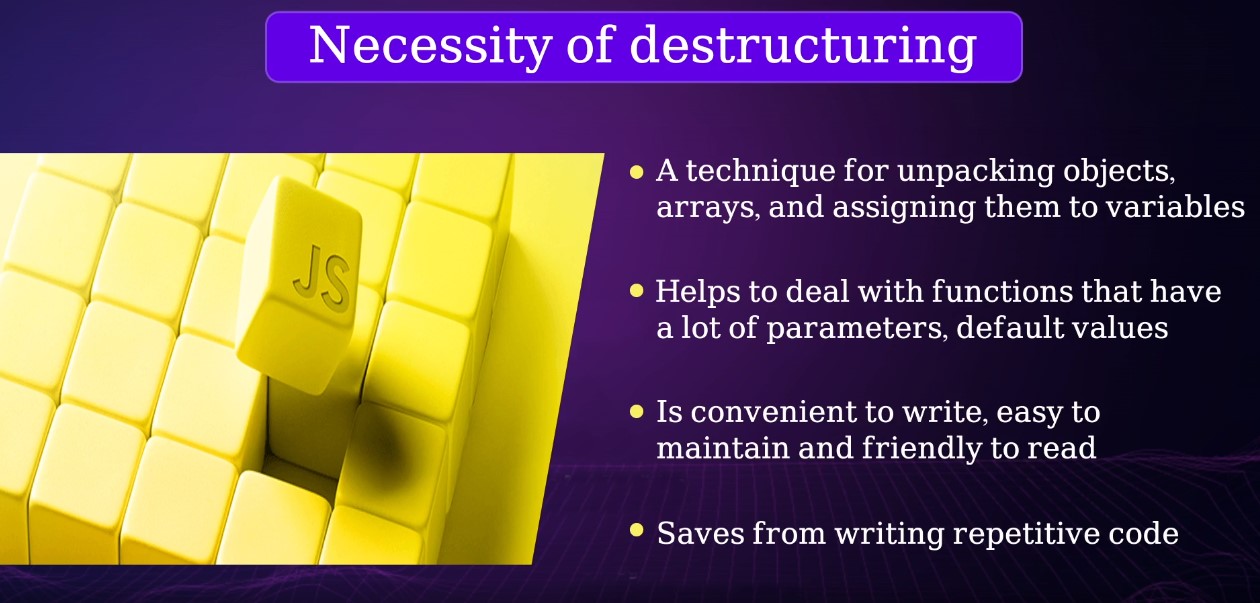 Necessity of destructuring
JS
A technique for unpacking objects,
arrays, and assigning them to variables
Helps to deal with functions that have
a lot of parameters, default values
Is convenient to write, easy to
maintain and friendly to read
Saves from writing repetitive code